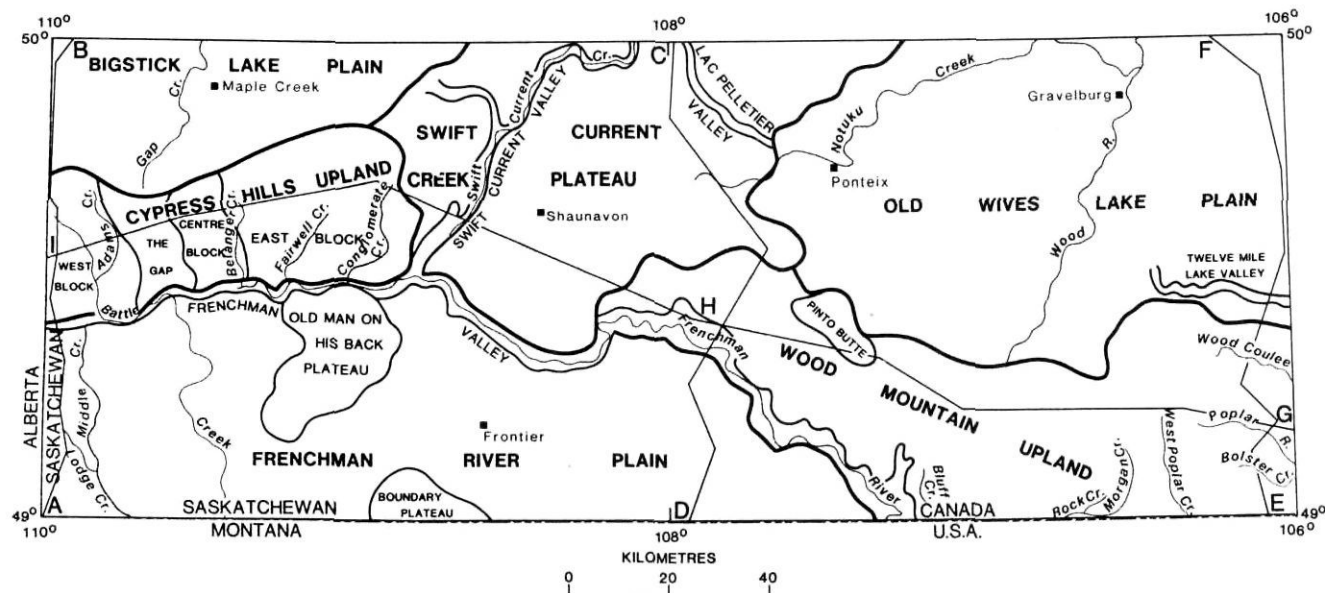 110°
108°
106°
50°
50°
B
C
F
BIGSTICK LAKE PLAIN
Cr.
Maple Creek
Gap
Swift Current Cr.
SWIFT CURRENT VALLEY
LAC PELLETIER
VALLEY
Notuku Creek
Gravelburg
Wood R.
SWIFT CURRENT
CREEK PLATEAU
Ponteix
Shaunavon
OLD WIVES LAKE PLAIN
CYPRESS HILLS UPLAND
I
WEST
BLOCK
Adams Cr.
THE
GAP
CENTRE
BLOCK
Belanger Cr.
EAST BLOCK
Fairwell Cr.
Conglomerate Cr.
TWELVE MILE
LAKE VALLEY
Battle
FRENCHMAN
VALLEY
OLD MAN ON
HIS BACK
PLATEAU
H
Frenchman
River
PINTO BUTTE
Wood Coulee
WOOD
MOUNTAIN
UPLAND
ALBERTA
SASKATCHEWAN
Middle Cr.
Lodge Cr.
Creek
Frontier
FRENCHMAN RIVER PLAIN
BOUNDARY
PLATEAU
Bluff Cr.
Rock Cr.
Morgan Cr.
West Poplar Cr.
Poplar R.
G
Bolster Cr.
A
D
E
49°
49°
SASKATCHEWAN
MONTANA
CANADA
U.S.A.
110°
108°
106°
KILOMETRES
0 20 40